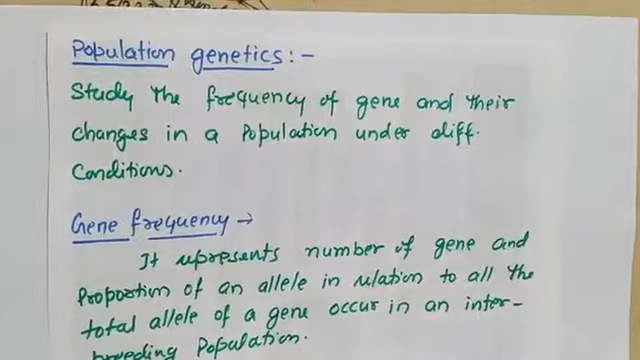 Population genetics:-
Study the frequency of gene and their
changes in a Population under diff.
Conditions.
Gene frequency →
It represents number of gene and
Proportion of an allele in relation to all the
total allele of a gene occur in an inter-
breeding Population.